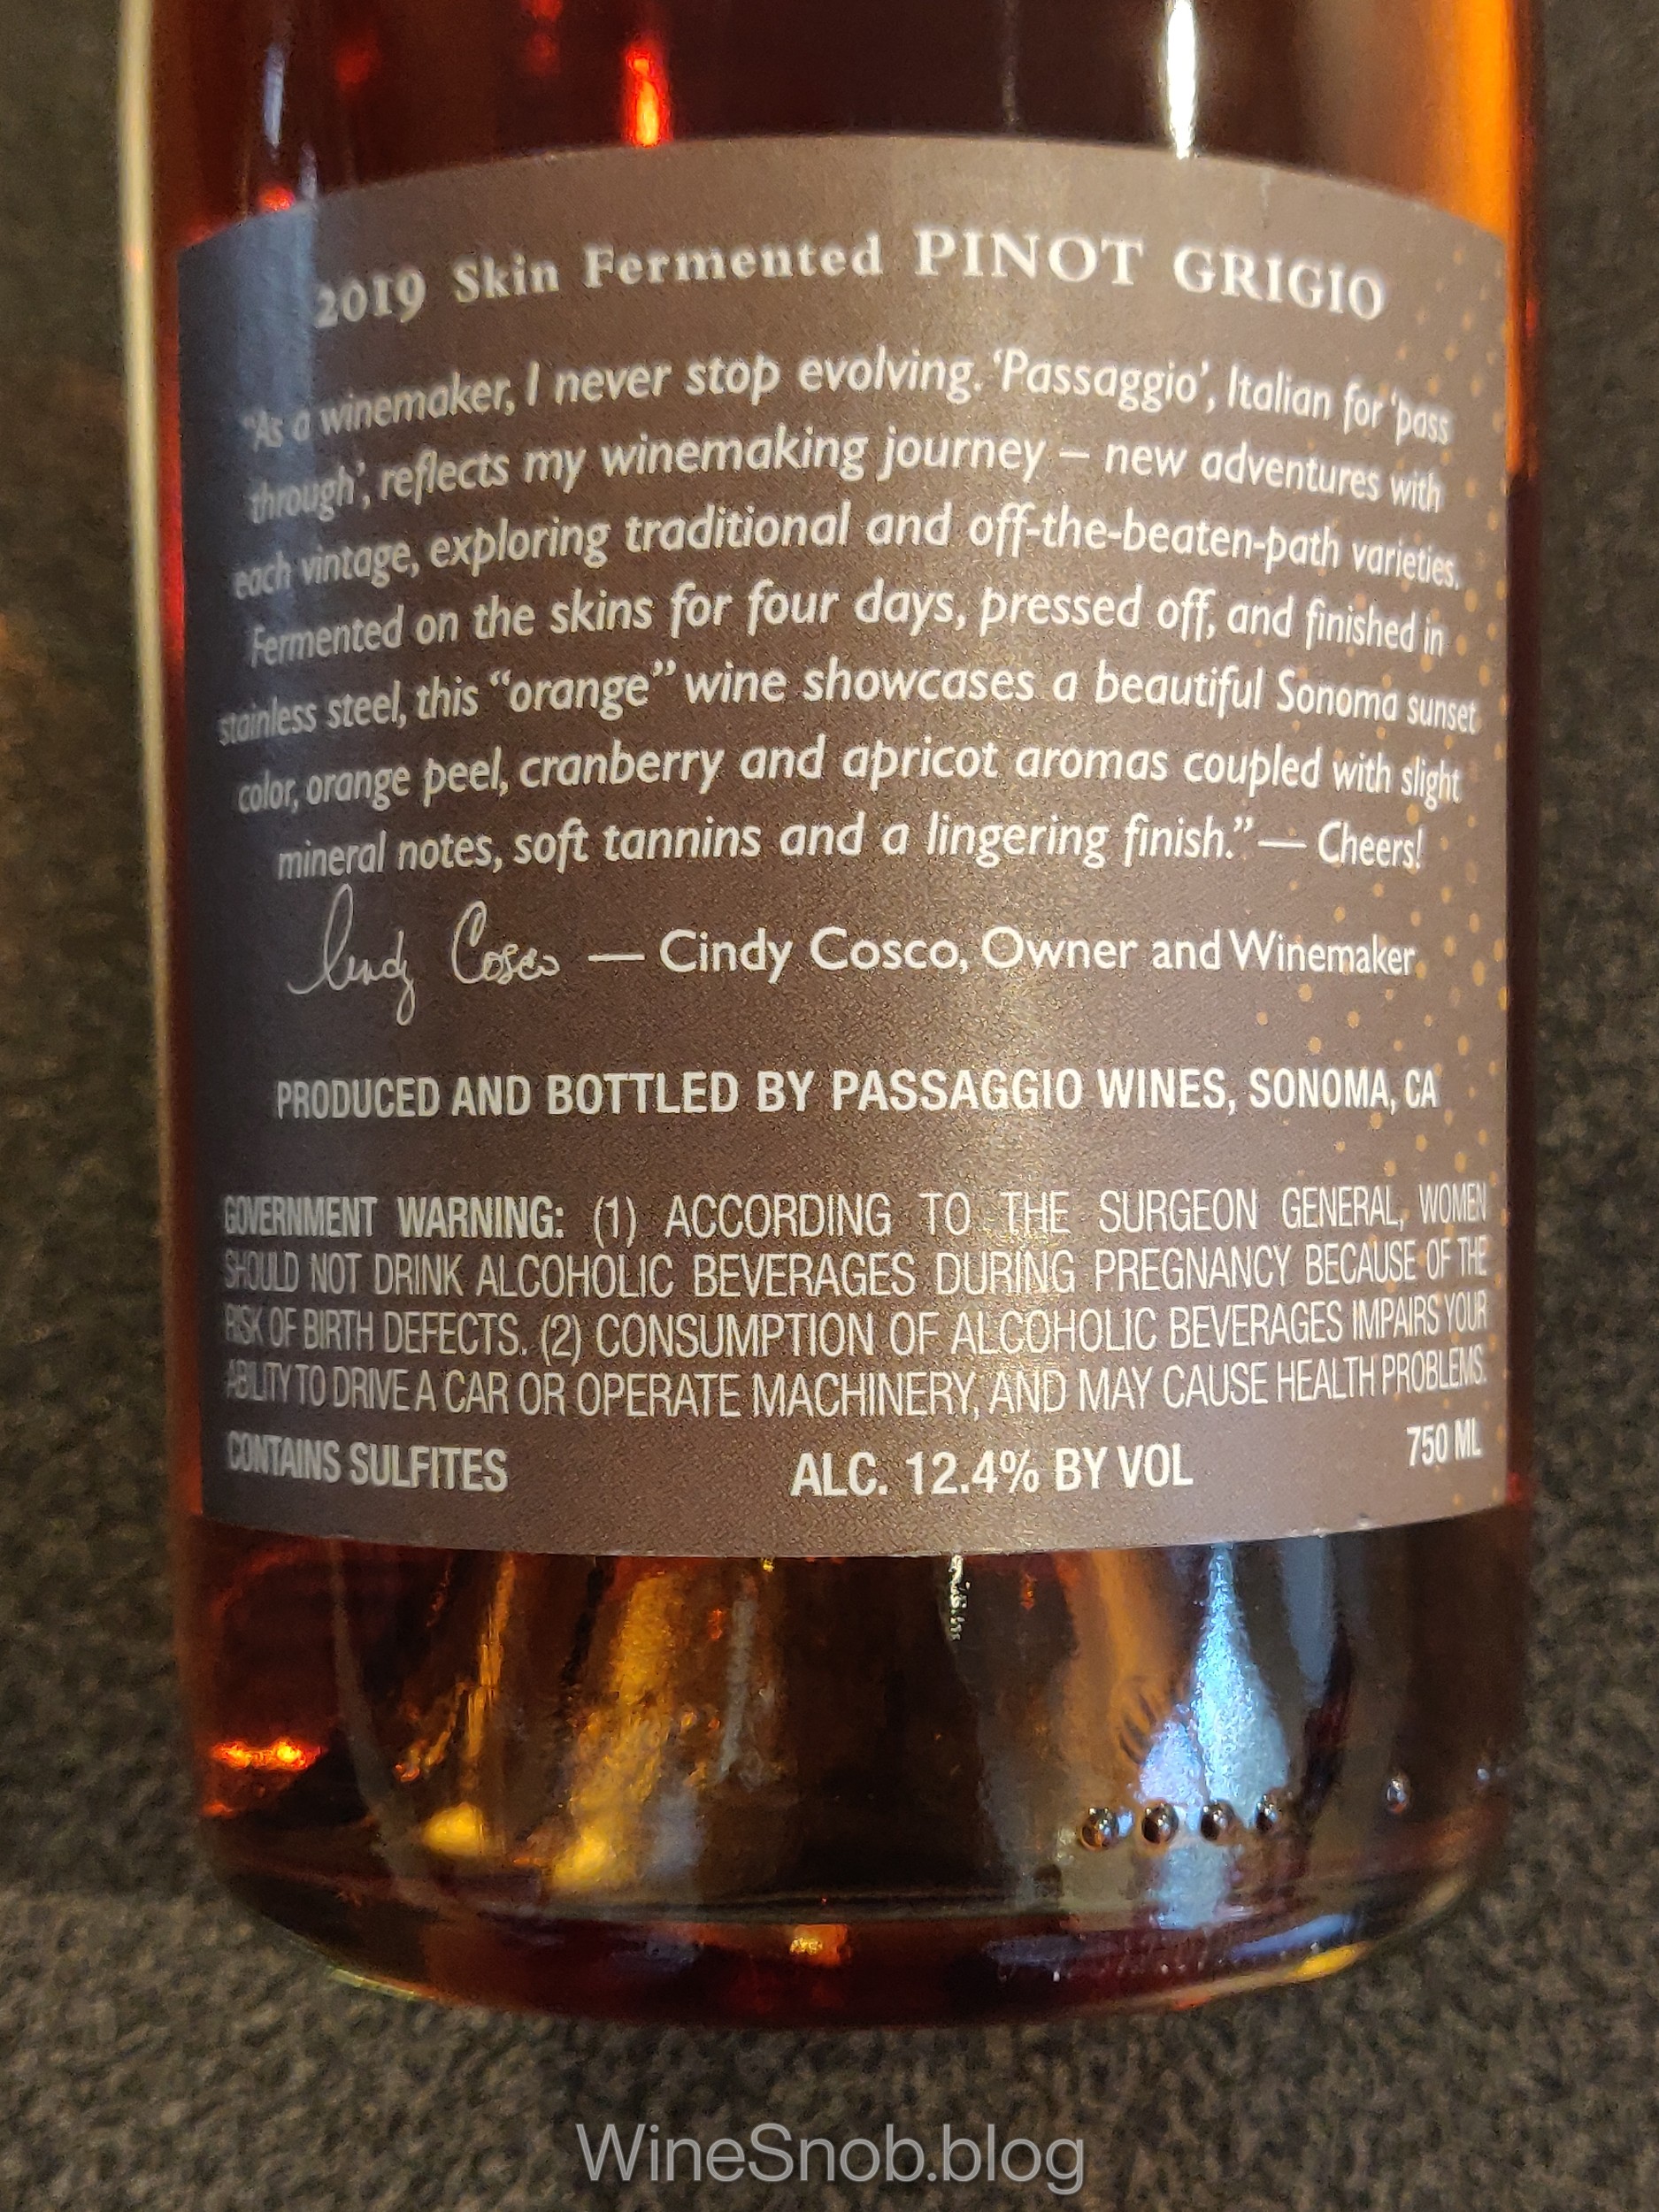 2019 Skin Fermented PINOT GRIGIO
“As a winemaker, I never stop evolving. ‘Passaggio’, Italian for ‘pass
through’, reflects my winemaking journey – new adventures with
each vintage, exploring traditional and off-the-beaten-path varieties.
Fermented on the skins for four days, pressed off, and finished in
stainless steel, this “orange” wine showcases a beautiful Sonoma sunset
color, orange peel, cranberry and apricot aromas coupled with slight
mineral notes, soft tannins and a lingering finish.” — Cheers!
Cindy Cosco — Cindy Cosco, Owner and Winemaker
PRODUCED AND BOTTLED BY PASSAGGIO WINES, SONOMA, CA
GOVERNMENT WARNING: (1) ACCORDING TO THE SURGEON GENERAL, WOMEN
SHOULD NOT DRINK ALCOHOLIC BEVERAGES DURING PREGNANCY BECAUSE OF THE
RISK OF BIRTH DEFECTS. (2) CONSUMPTION OF ALCOHOLIC BEVERAGES IMPAIRS YOUR
ABILITY TO DRIVE A CAR OR OPERATE MACHINERY, AND MAY CAUSE HEALTH PROBLEMS.
CONTAINS SULFITES ALC. 12.4% BY VOL 750 ML
WineSnob.blog